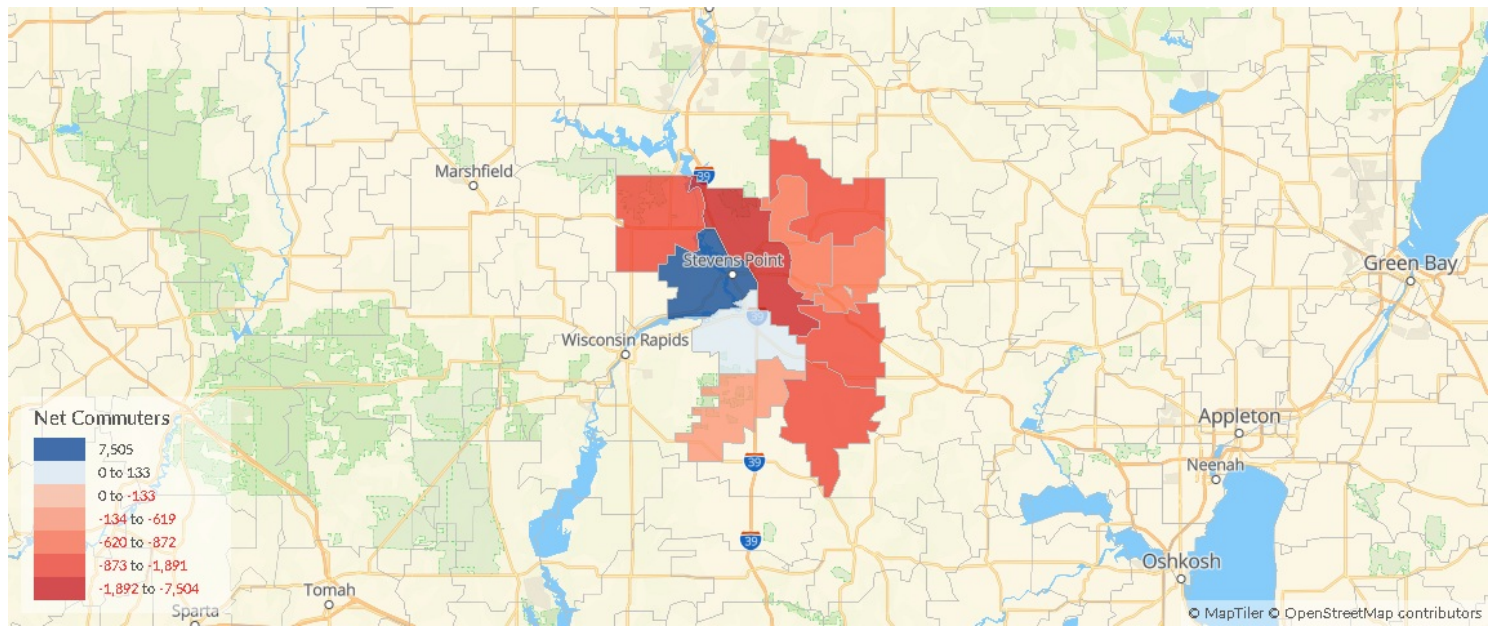 39
Marshfield
Stevens Point
Green Bay
39
Wisconsin Rapids
Net Commuters
7,505
0 to 133
0 to -133
-134 to -619
-620 to -872
-873 to -1,891
-1,892 to -7,504
Appleton
39
Neenah
39
Oshkosh
Tomah
Sparta
© MapTiler © OpenStreetMap contributors